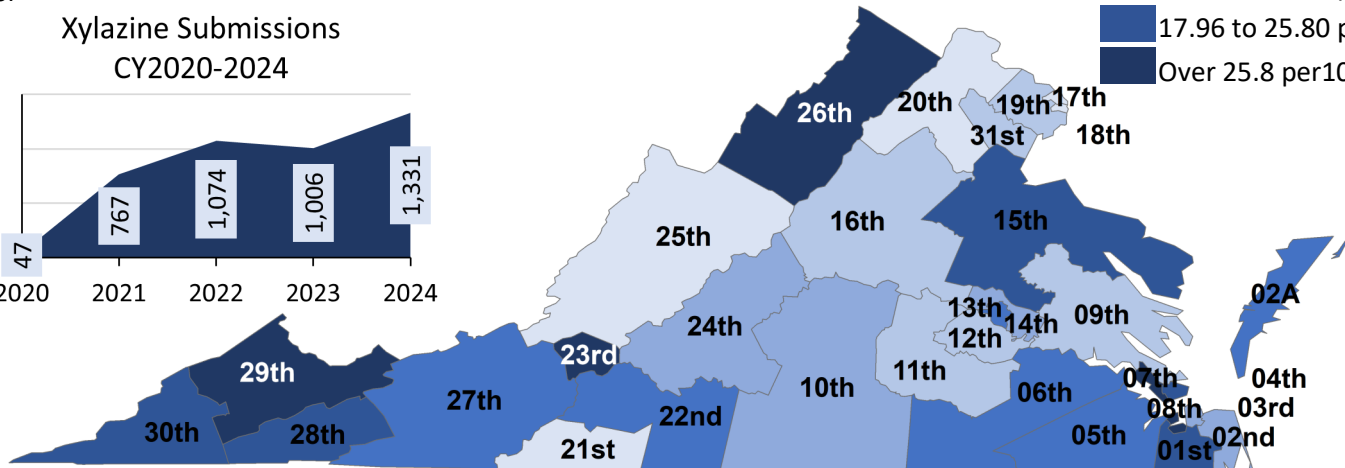 Xylazine Submissions
CY2020-2024
47
767
1,074
1,006
1,331
2020
2021
2022
2023
2024
17.96 to 25.80 p
Over 25.8 per10
26th
20th
19th
17th
31st
18th
25th
16th
15th
02A
24th
13th
14th
09th
12th
23rd
29th
11th
07th
04th
27th
10th
06th
08th
03rd
22nd
30th
28th
05th
02nd
21st
01st